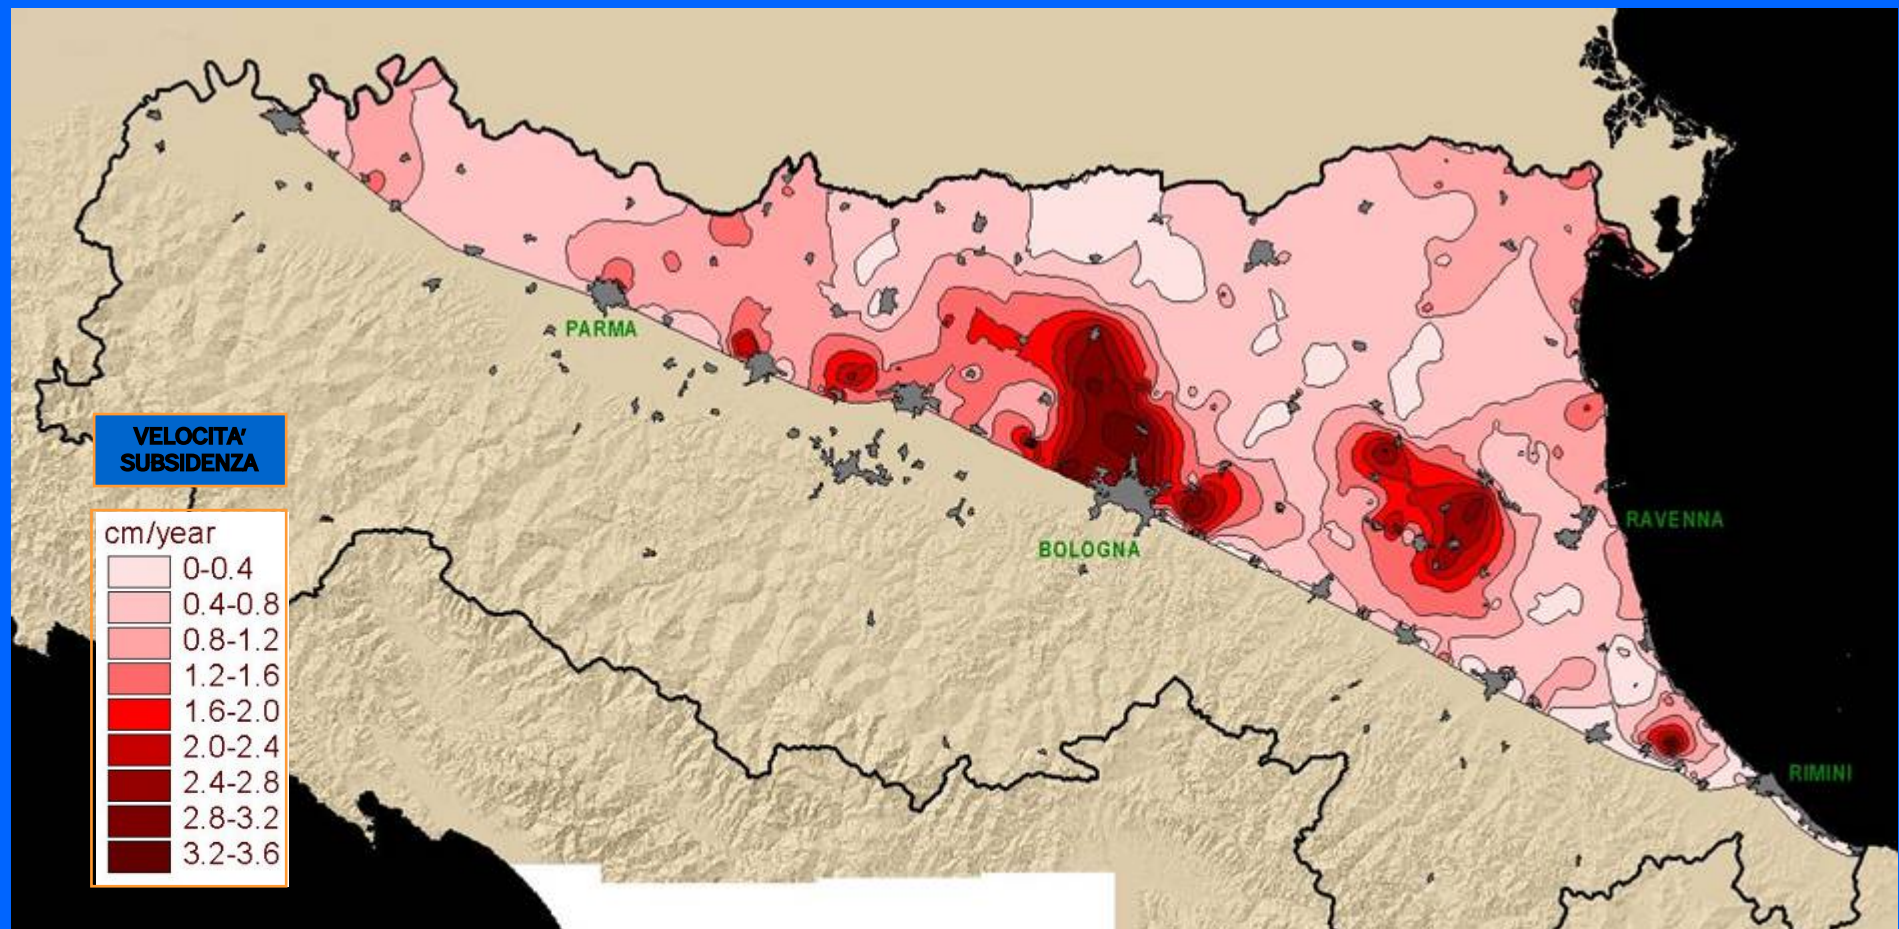 PARMA
VELOCITA'
SUBSIDENZA
cm/year
0-0.4
0.4-0.8
0.8-1.2
1.2-1.6
1.6-2.0
2.0-2.4
2.4-2.8
2.8-3.2
3.2-3.6
BOLOGNA
RAVENNA
RIMINI